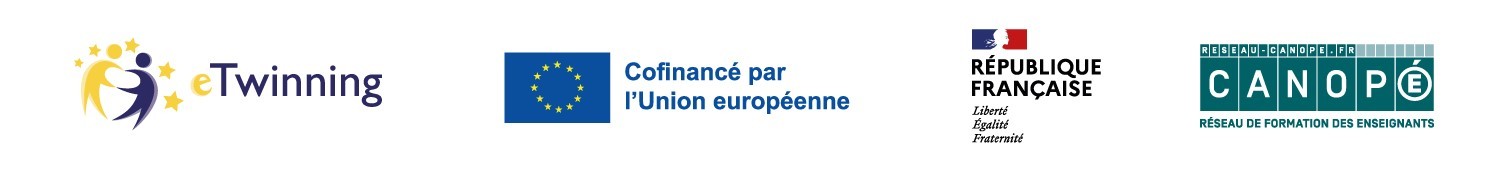 eTwinning
Cofinancé par
l'Union européenne
RÉPUBLIQUE
FRANÇAISE
Liberté
Égalité
Fraternité
RESEAU-CANOPE.FR
CANOPÉ
RÉSEAU DE FORMATION DES ENSEIGNANTS